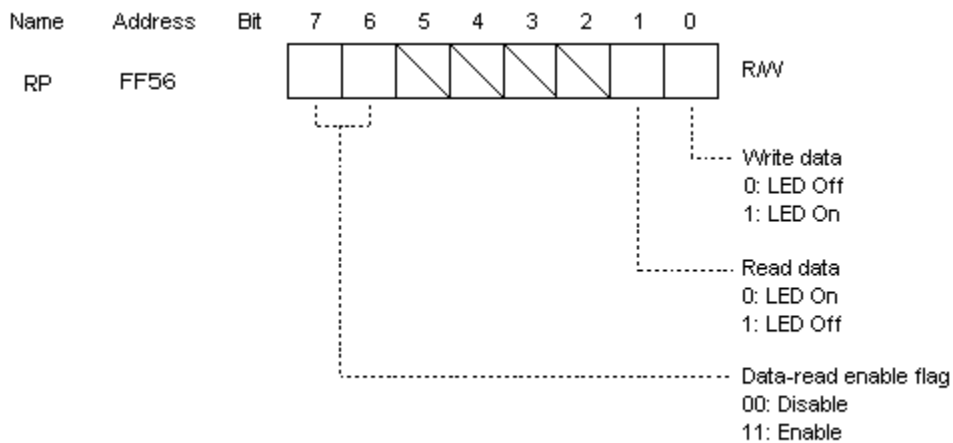 Name Address Bit 7 6 5 4 3 2 1 0
RP FF56 R/W
Write data
0: LED Off
1: LED On
Read data
0: LED On
1: LED Off
Data-read enable flag
00: Disable
11: Enable